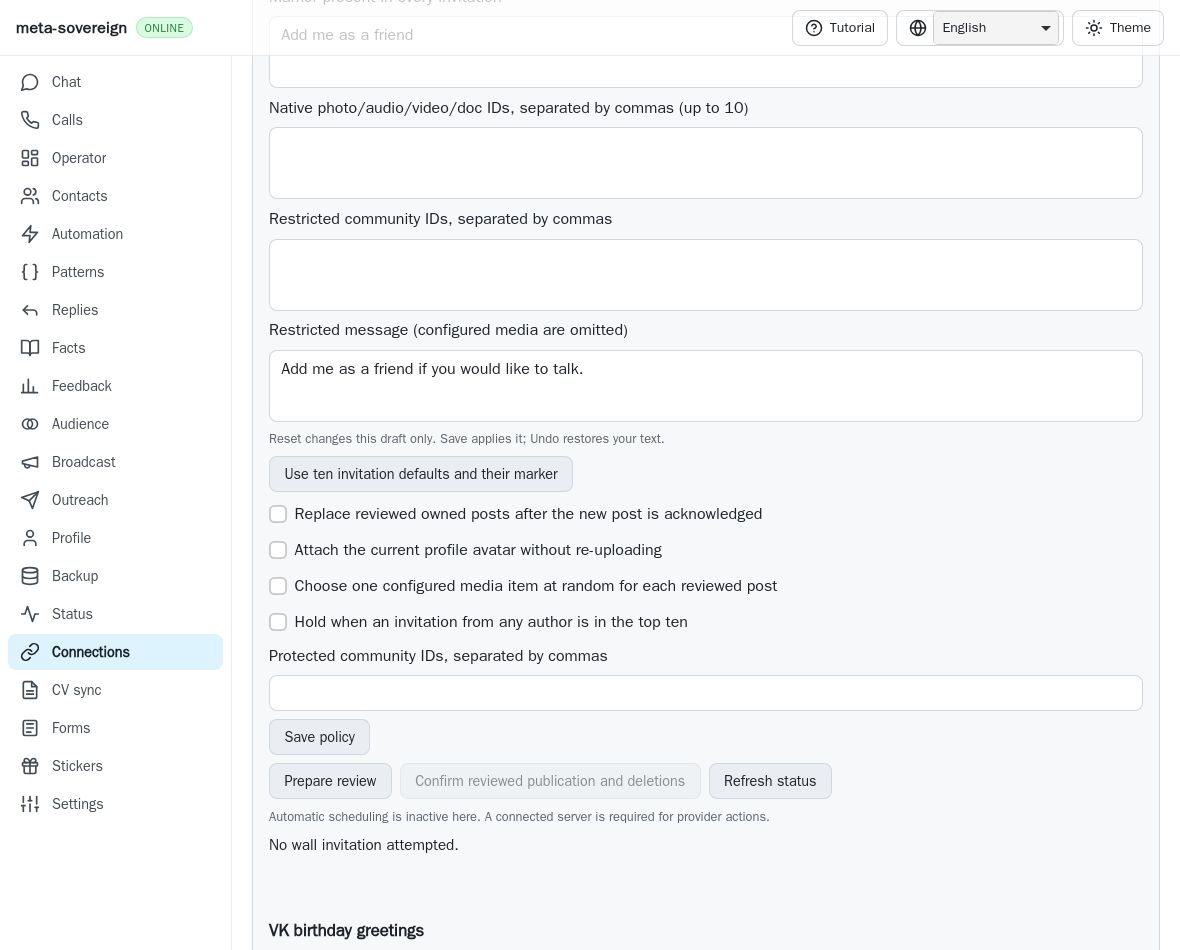 meta-sovereign
ONLINE
Tutorial
English
Theme
Chat
Calls
Operator
Contacts
Automation
Patterns
Replies
Facts
Feedback
Audience
Broadcast
Outreach
Profile
Backup
Status
Connections
CV sync
Forms
Stickers
Settings
Marker present in every invitation
Add me as a friend
Native photo/audio/video/doc IDs, separated by commas (up to 10)
Restricted community IDs, separated by commas
Restricted message (configured media are omitted)
Add me as a friend if you would like to talk.
Reset changes this draft only. Save applies it; Undo restores your text.
Use ten invitation defaults and their marker
Replace reviewed owned posts after the new post is acknowledged
Attach the current profile avatar without re-uploading
Choose one configured media item at random for each reviewed post
Hold when an invitation from any author is in the top ten
Protected community IDs, separated by commas
Save policy
Prepare review
Confirm reviewed publication and deletions
Refresh status
Automatic scheduling is inactive here. A connected server is required for provider actions.
No wall invitation attempted.
VK birthday greetings